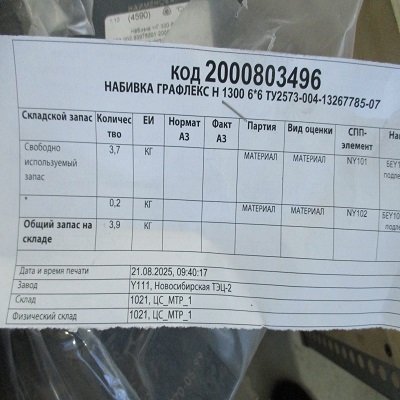 (4590)
код 2000803496
НАБИВКА ГРАФЛЕКС Н 1300 6*6 ТУ2573-004-13267785-07
Складской запас Количес тво ЕИ Нормат АЗ Факт АЗ Партия Вид оценки СПП-элемент
Свободно используемый запас 3,7 КГ МАТЕРИАЛ МАТЕРИАЛ NY101
* 0,2 КГ МАТЕРИАЛ МАТЕРИАЛ NY102
Общий запас на складе 3,9 КГ
Дата и время печати 21.08.2025, 09:40:17
Завод Y111, Новосибирская ТЭЦ-2
Склад 1021, ЦС_МТР_1
Физический склад 1021, ЦС_МТР_1